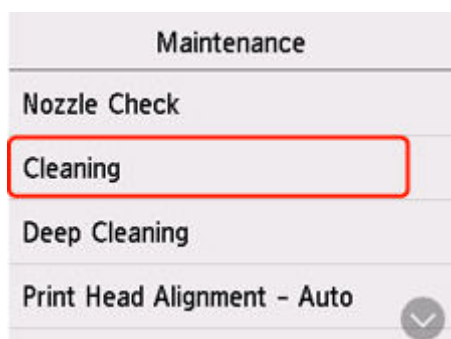 Maintenance
Nozzle Check
Cleaning
Deep Cleaning
Print Head Alignment - Auto